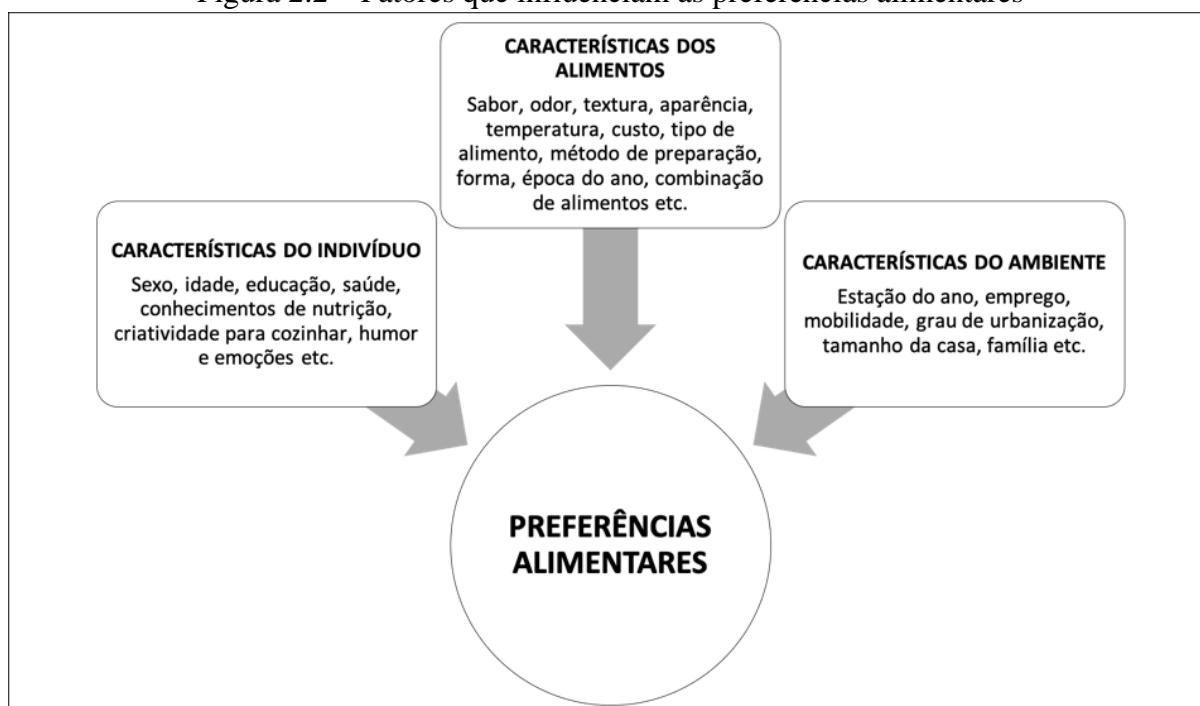 CARACTERÍSTICAS DOS
ALIMENTOS
Sabor, odor, textura, aparência,
temperatura, custo, tipo de
alimento, método de preparação,
forma, época do ano, combinação
de alimentos etc.
CARACTERÍSTICAS DO INDIVÍDUO
Sexo, idade, educação, saúde,
conhecimentos de nutrição,
criatividade para cozinhar, humor
e emoções etc.
CARACTERÍSTICAS DO AMBIENTE
Estação do ano, emprego,
mobilidade, grau de urbanização,
tamanho da casa, família etc.
PREFERÊNCIAS
ALIMENTARES